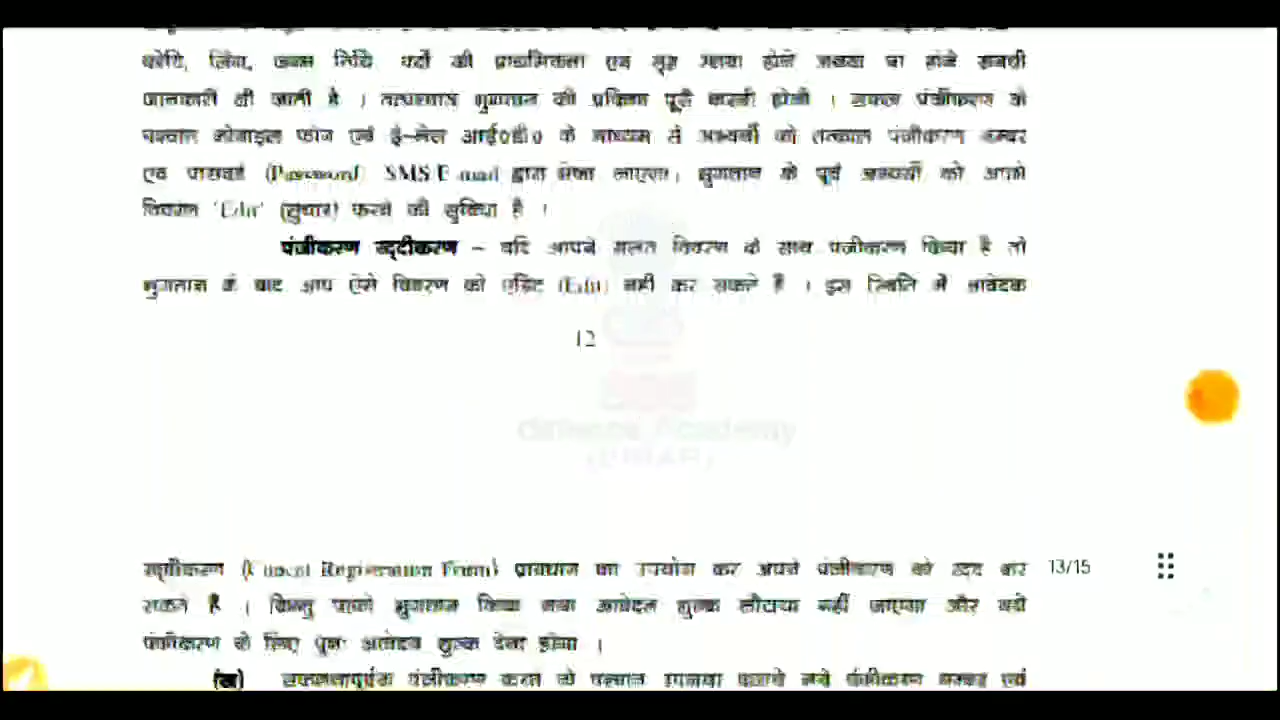 कोटि, लिंग, जन्म तिथि पदों की प्राथमिकता एवं गृह होने अथवा ना होने संबंधी
जानकारी ली जाती है । तत्पश्चात भुगतान की प्रक्रिया पूरी करनी होगी । सफल पंजीकरण के
पश्चात मोबाइल फोन एवं ई-मेल आई०डी० के माध्यम से अभ्यर्थी को तत्काल पंजीकरण नम्बर
एवं पासवर्ड (Password) SMS/E-mail द्वारा भेजा जाएगा। भुगतान के पूर्व अभ्यर्थी को अपने
विवरण 'Edit' (सुधार) करने की सुविधा है ।
पंजीकरण रद्दीकरण – यदि आपने गलत विवरण के साथ पंजीकरण किया है तो
भुगतान के बाद आप ऐसे विवरण को एडिट (Edit) नहीं कर सकते हैं । इस स्थिति में आवेदक
12
Defence Academy
रद्दीकरण (Cancel Registration Form) प्रावधान का उपयोग कर अपने पंजीकरण को रद्द कर
13/15
सकते हैं । किन्तु पहले भुगतान किया गया आवेदन शुल्क लौटाया नहीं जाएगा और नये
पंजीकरण के लिए पुनः आवेदन शुल्क देना होगा ।
(ख) सफलतापूर्वक पंजीकरण करने के पश्चात उपलब्ध कराये गये पंजीकरण नम्बर एवं